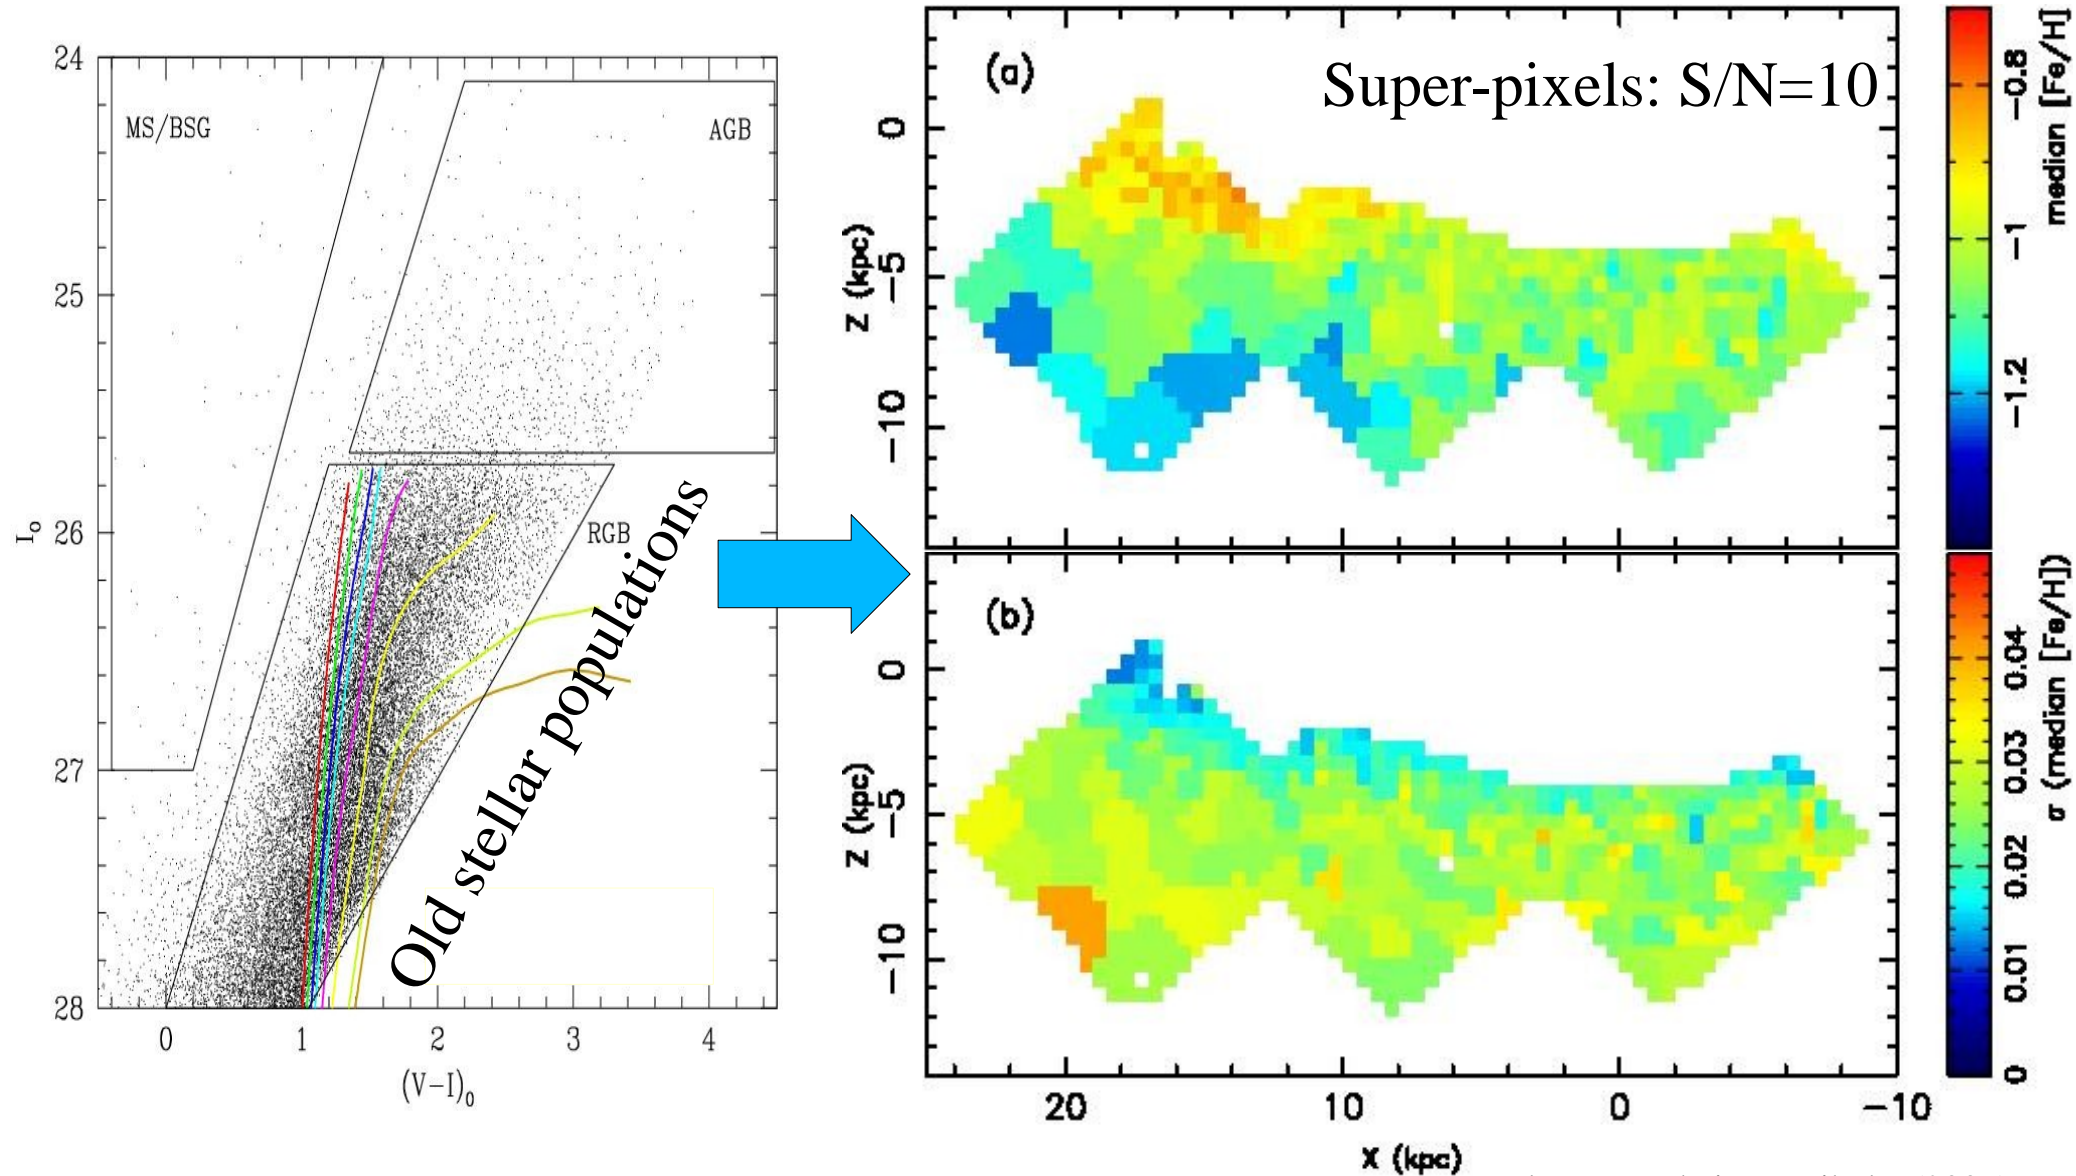 24
25
26
27
28
I₀
MS/BSG
AGB
RGB
Old stellar populations
0
1
2
3
4
(V−I)₀
(a)
Super-pixels: S/N=10
0
−5
−10
Z (kpc)
−0.8
−1
−1.2
median [Fe/H]
(b)
0
−5
−10
Z (kpc)
0.04
0.03
0.02
0.01
0
σ (median [Fe/H])
20
10
0
−10
X (kpc)